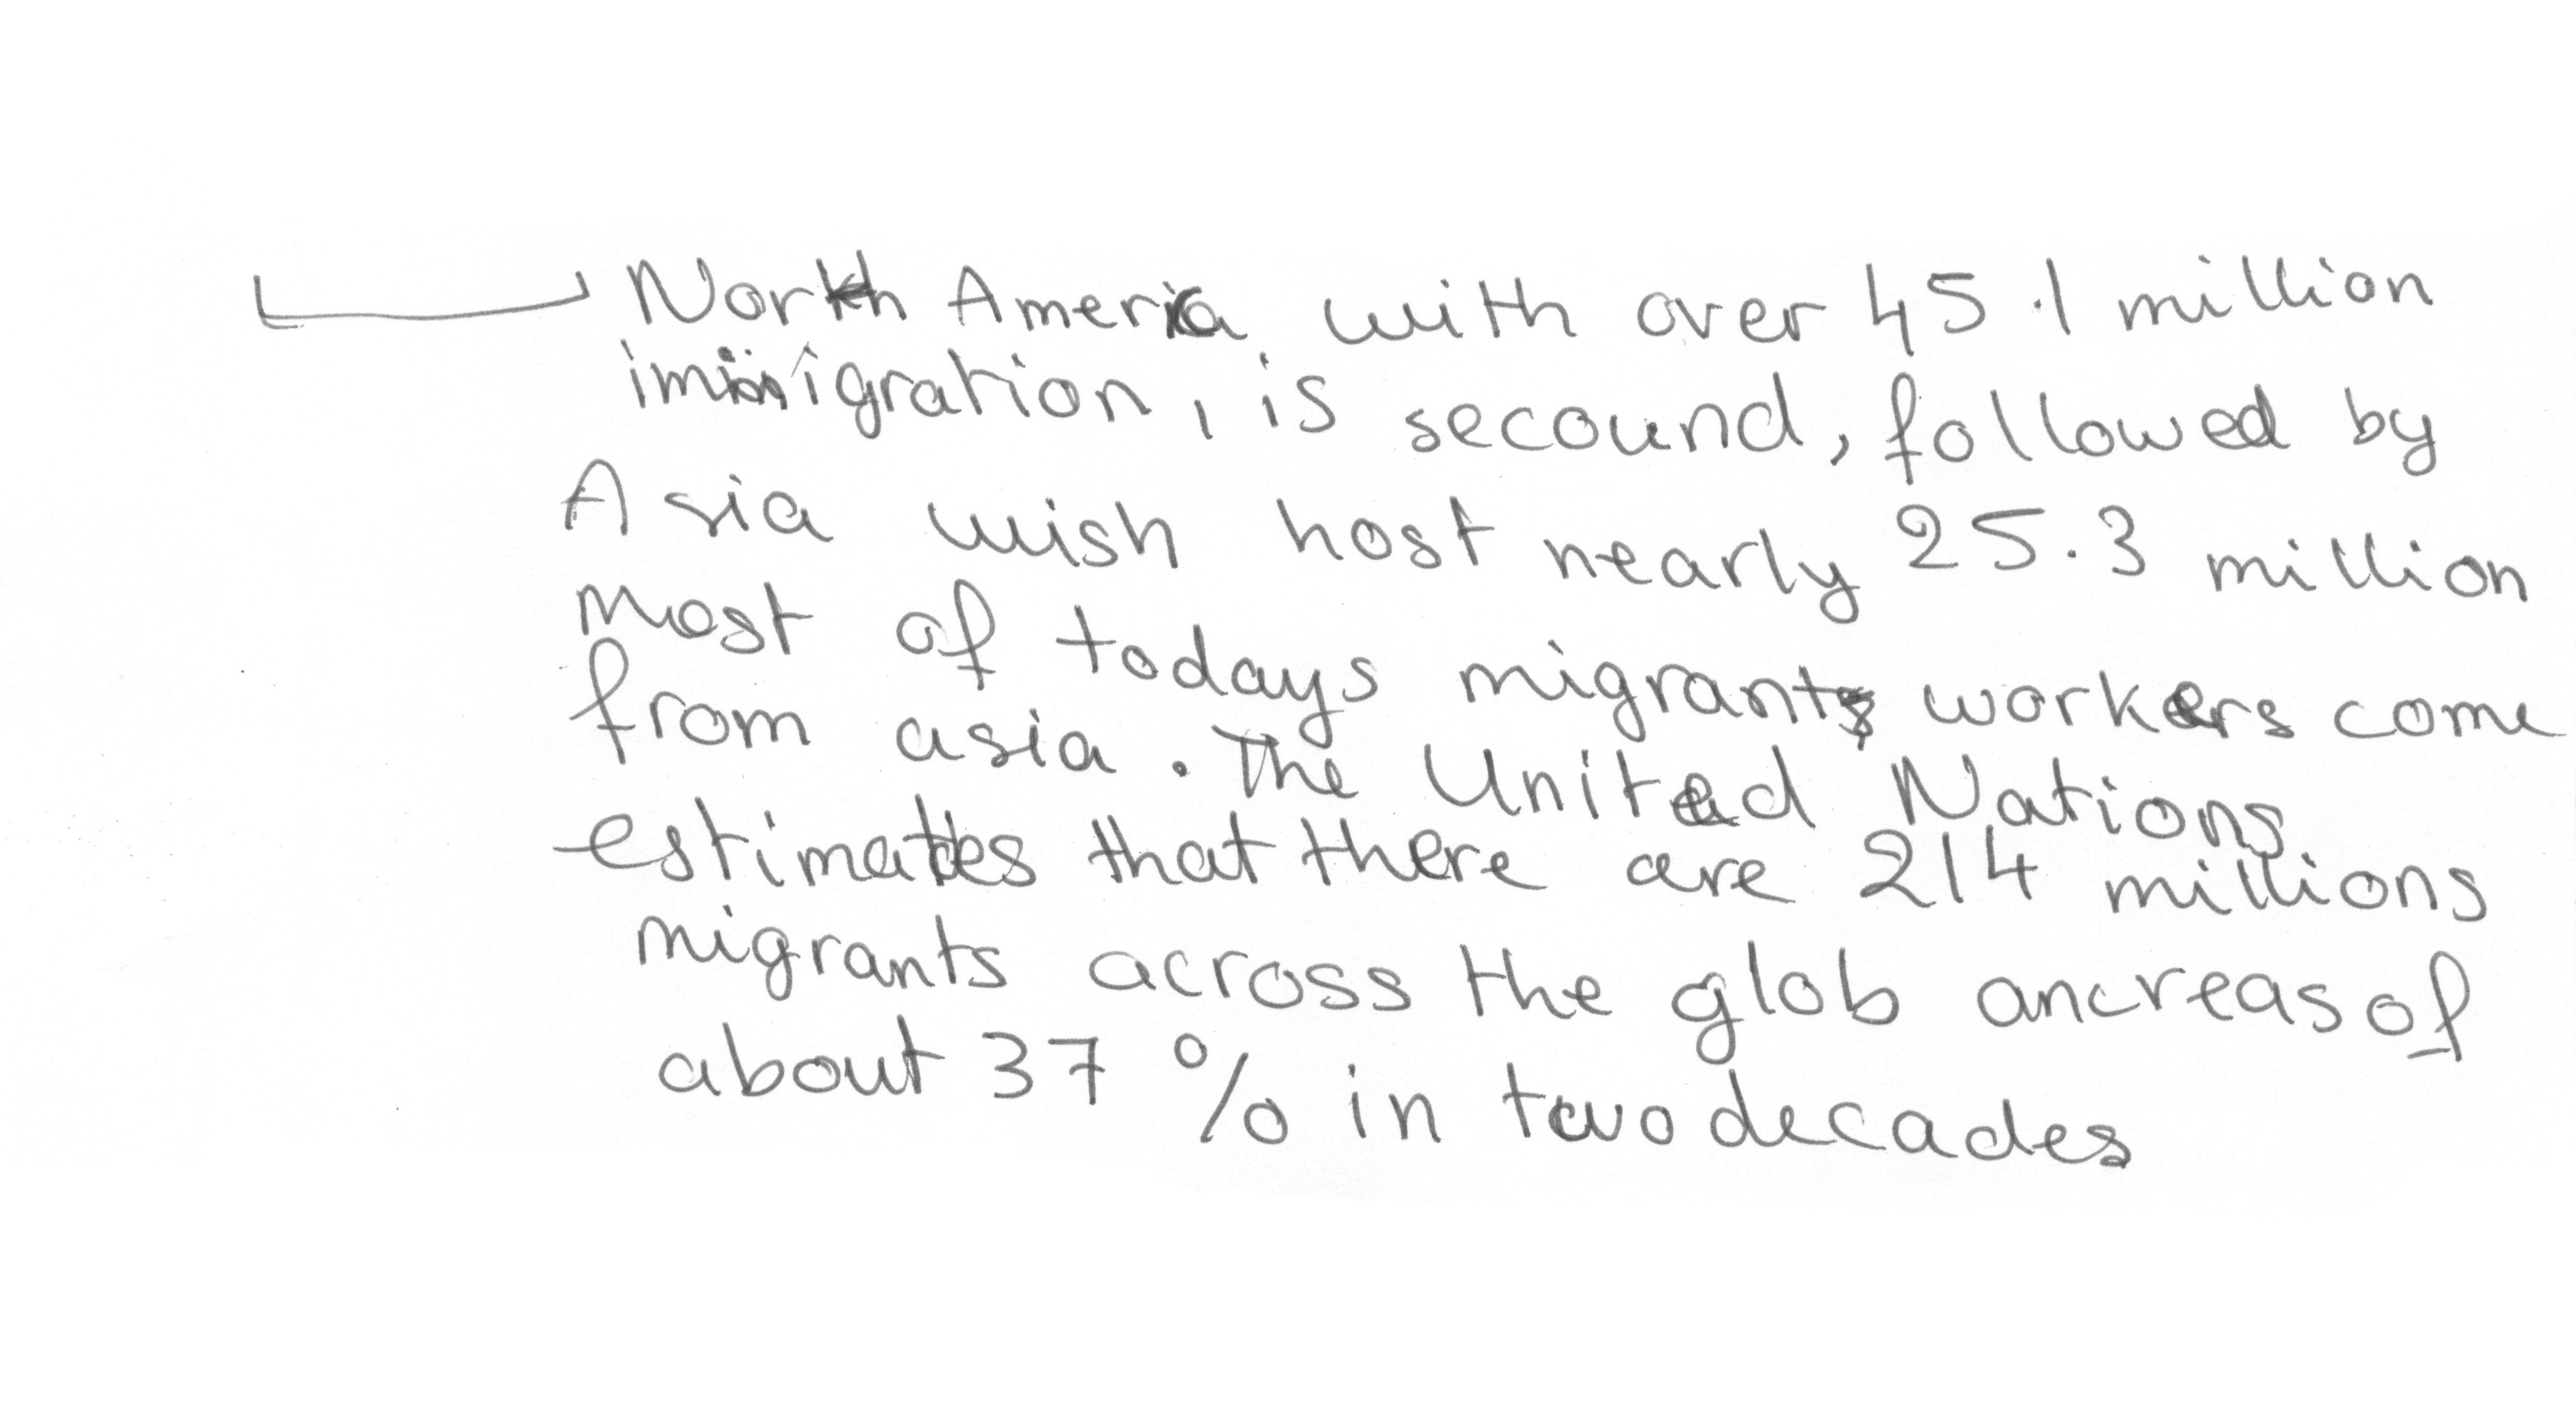 North America with over 45.1 million
immigration, is secound, followed by
Asia wish host nearly 25.3 million
most of todays migrants workers come
from asia. The United Nations
estimates that there are 214 millions
migrants across the glob ancreas of
about 37 % in two decades